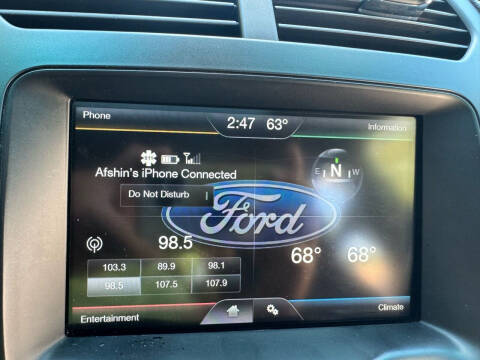 Phone
2:47 63°
Information
Afshin's iPhone Connected
E N W
Do Not Disturb
Ford
98.5
68° 68°
103.3 89.9 98.1
98.5 107.5 107.9
Entertainment
Climate